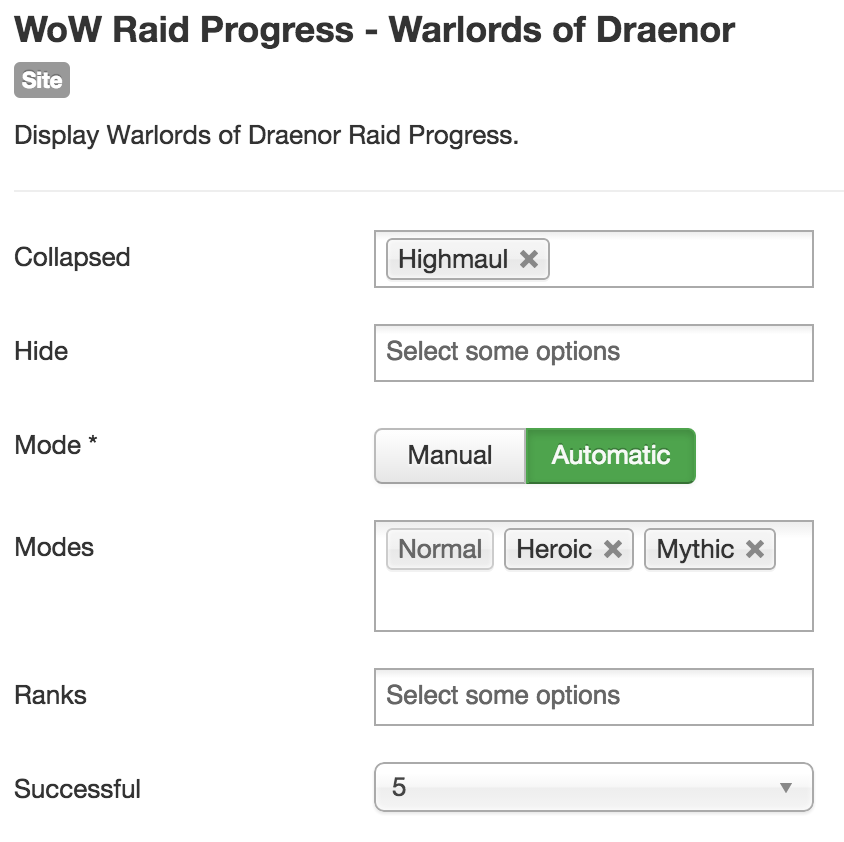 WoW Raid Progress - Warlords of Draenor
Site
Display Warlords of Draenor Raid Progress.
Collapsed
Highmaul
Hide
Select some options
Mode *
Manual Automatic
Modes
Normal Heroic Mythic
Ranks
Select some options
Successful
5